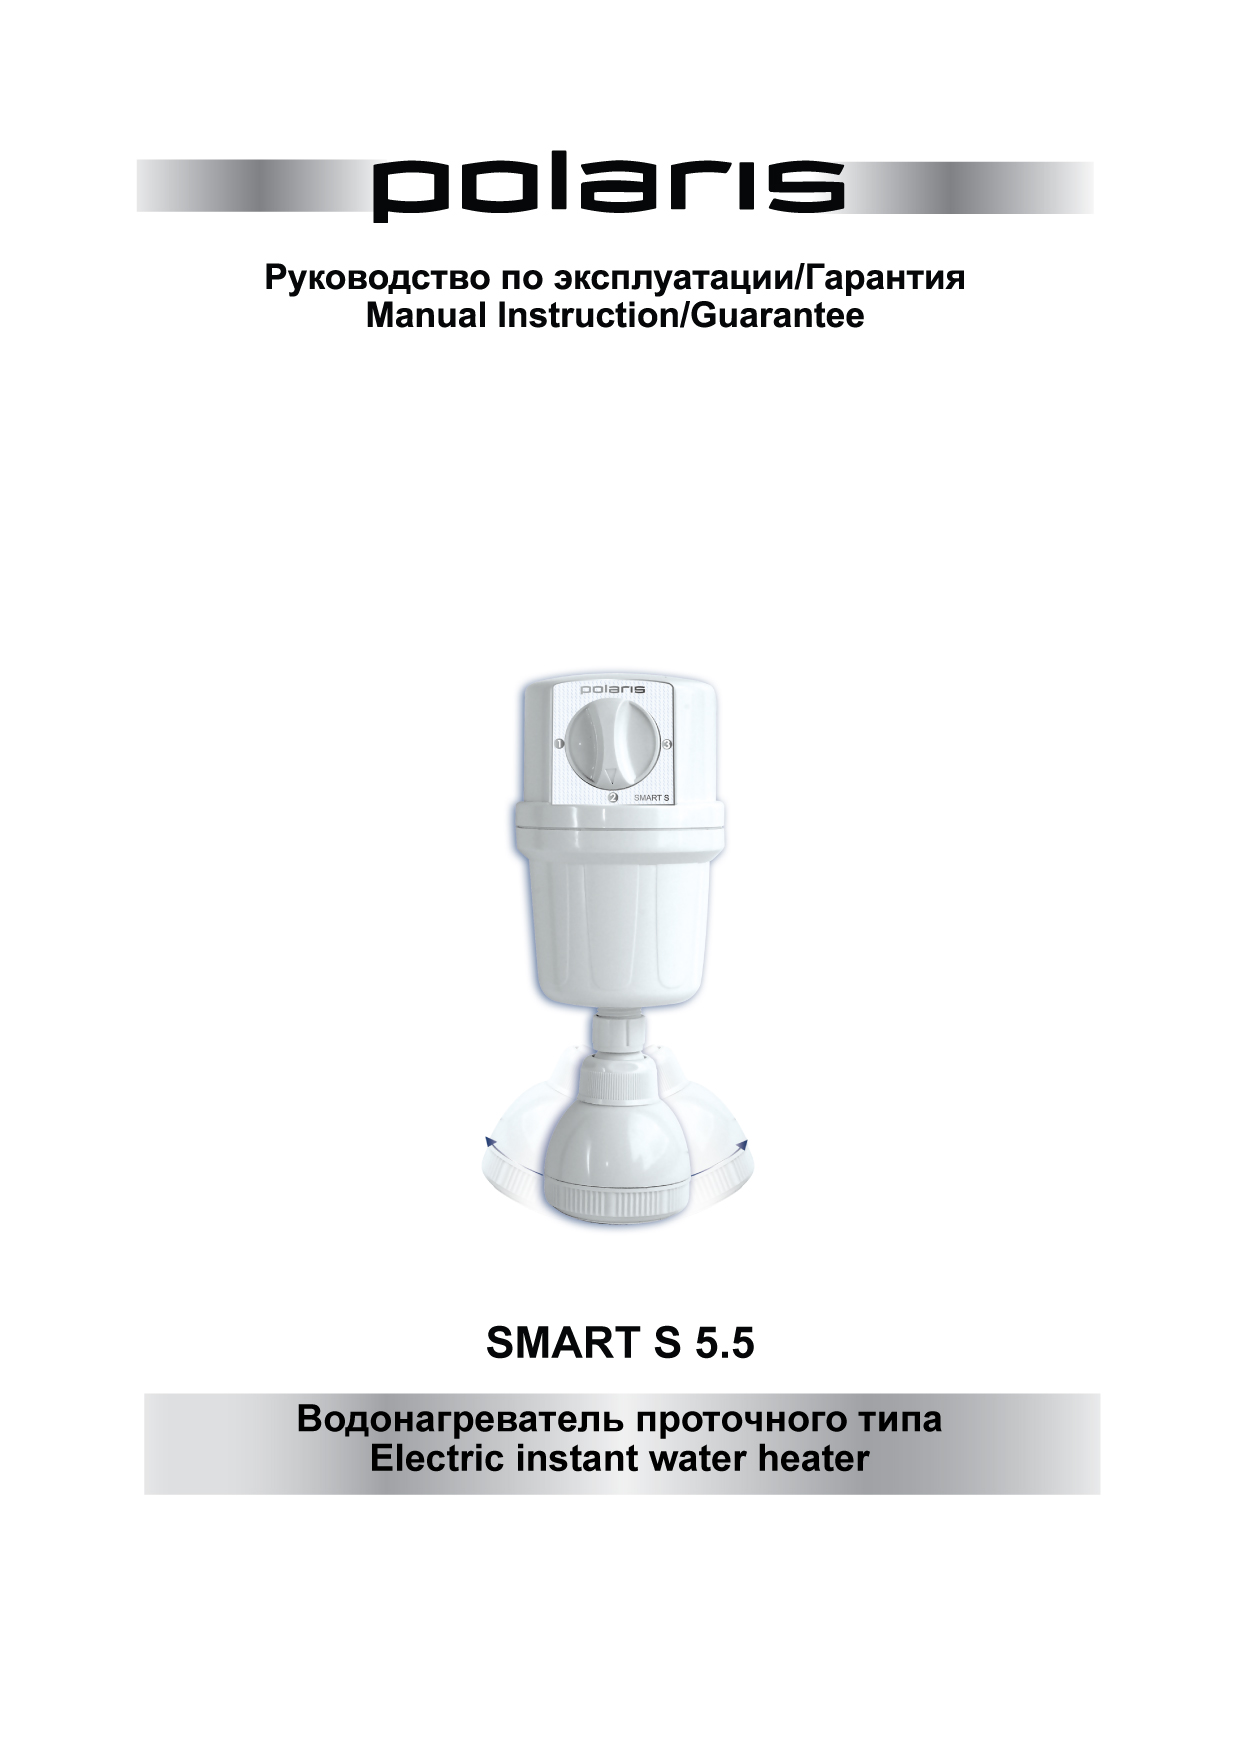 polaris
Руководство по эксплуатации/Гарантия
Manual Instruction/Guarantee
polaris
1
3
2
SMART S
SMART S 5.5
Водонагреватель проточного типа
Electric instant water heater